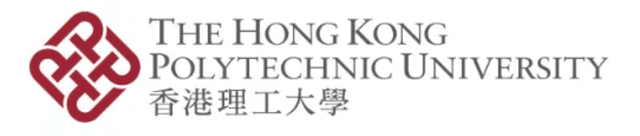 THE HONG KONG
POLYTECHNIC UNIVERSITY
香港理工大學